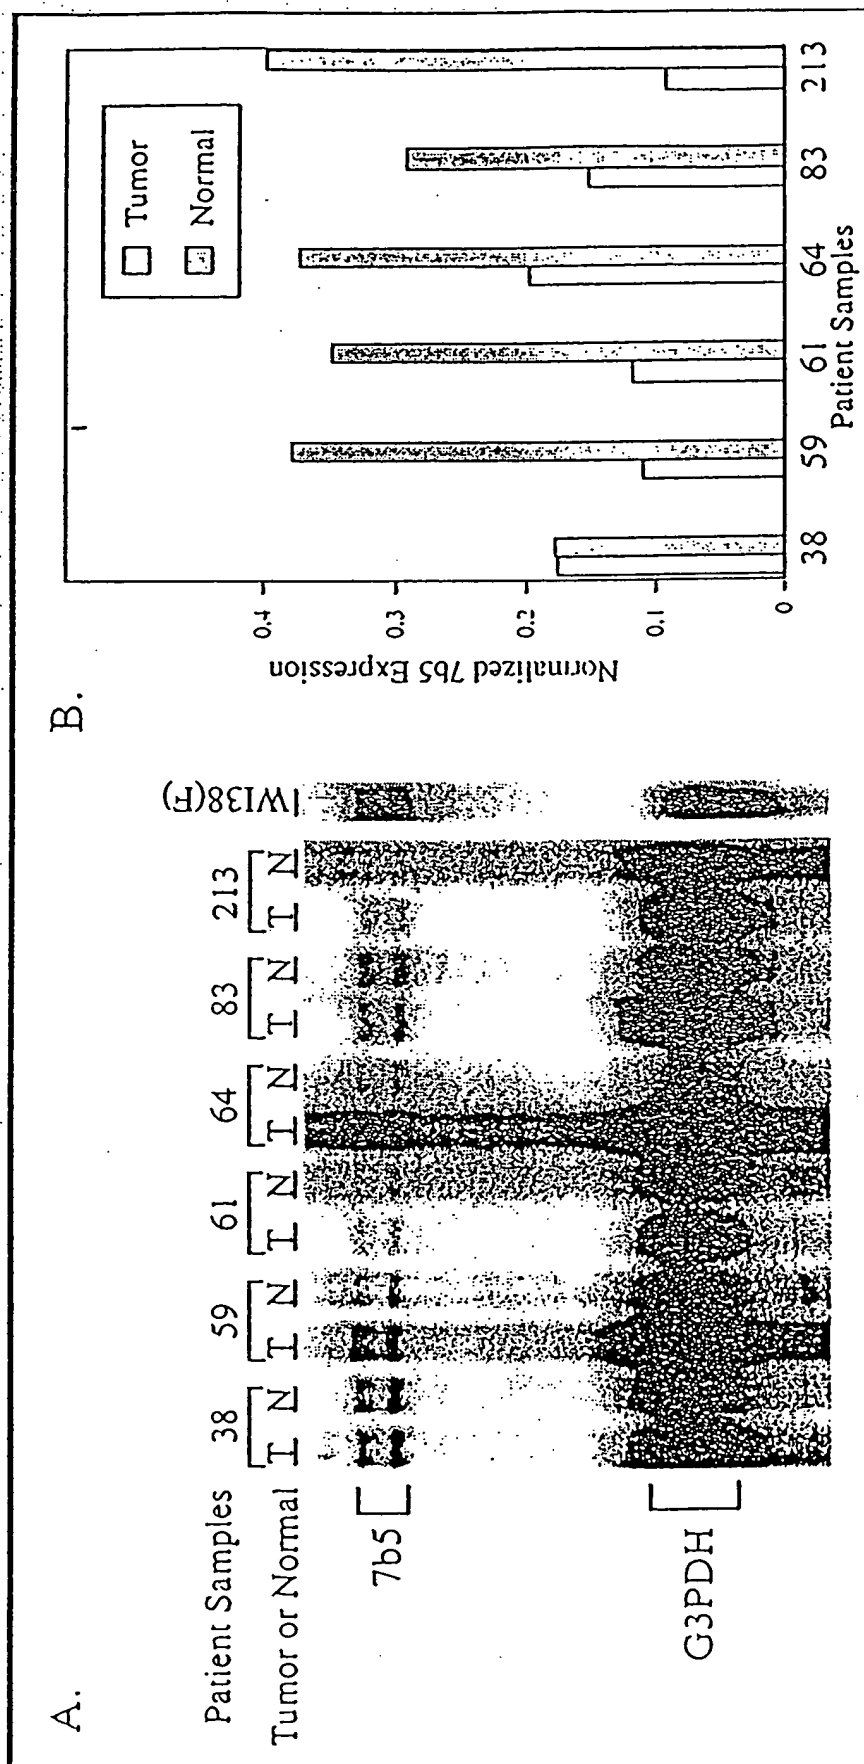 A.
Patient Samples 38 59 61 64 83 213
Tumor or Normal T N T N T N T N T N T N WI38(F)
7b5
G3PDH
B.
Normalized 7b5 Expression
0.4
0.3
0.2
0.1
0
Tumor
Normal
38 59 61 64 83 213
Patient Samples